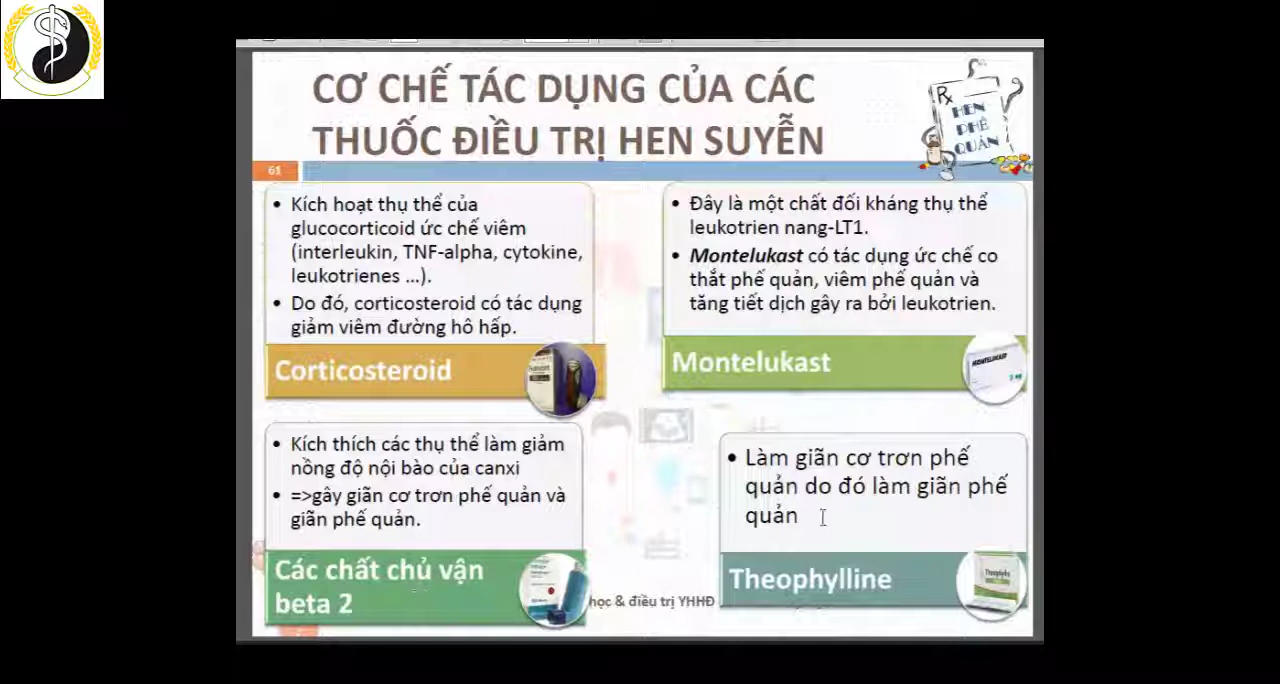 CƠ CHẾ TÁC DỤNG CỦA CÁC
THUỐC ĐIỀU TRỊ HEN SUYỄN
Rx
HEN
PHẾ
QUẢN
61
• Kích hoạt thụ thể của
glucocorticoid ức chế viêm
(interleukin, TNF-alpha, cytokine,
leukotrienes ...).
• Do đó, corticosteroid có tác dụng
giảm viêm đường hô hấp.
Corticosteroid
• Đây là một chất đối kháng thụ thể
leukotrien nang-LT1.
• Montelukast có tác dụng ức chế co
thắt phế quản, viêm phế quản và
tăng tiết dịch gây ra bởi leukotrien.
Montelukast
MONTELUKAST
• Kích thích các thụ thể làm giảm
nồng độ nội bào của canxi
• =>gây giãn cơ trơn phế quản và
giãn phế quản.
Các chất chủ vận
beta 2
• Làm giãn cơ trơn phế
quản do đó làm giãn phế
quản
Theophylline
học & điều trị YHHĐ